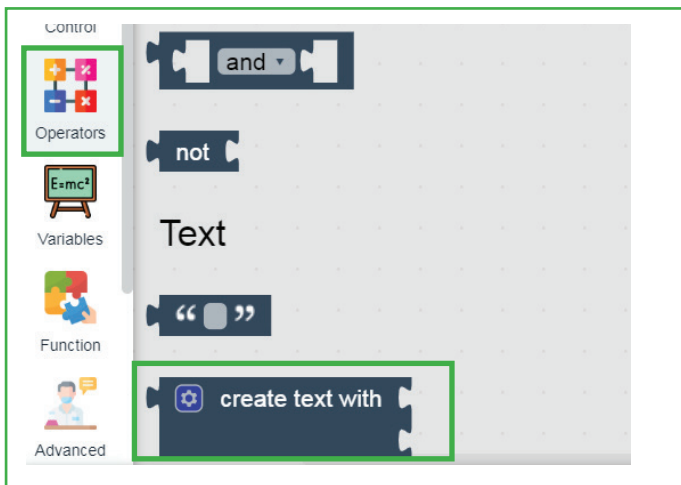 Control
Operators
E=mc²
Variables
Function
Advanced
and
not
Text
“ ”
create text with